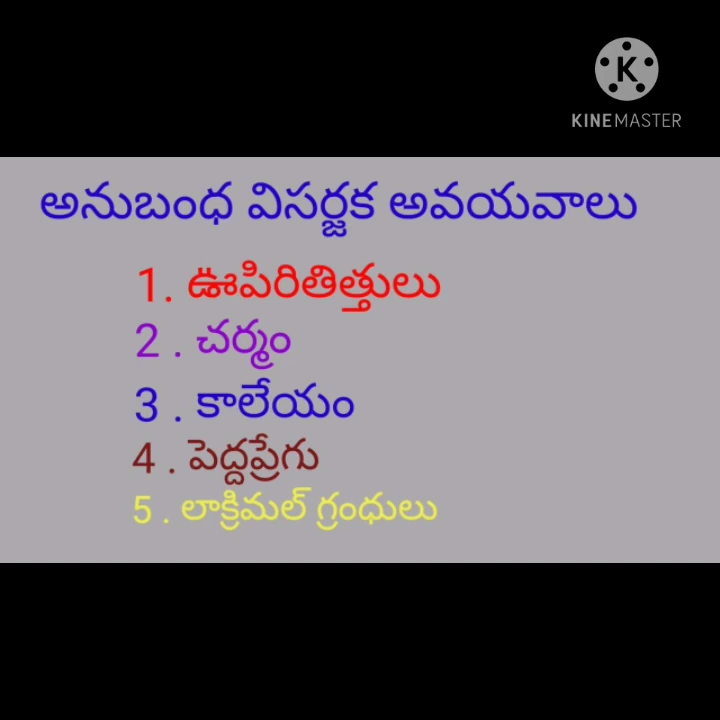 K
KINEMASTER
అనుబంధ విసర్జక అవయవాలు
1. ఊపిరితిత్తులు
2 . చర్మం
3 . కాలేయం
4 . పెద్దప్రేగు
5 . లాక్రిమల్ గ్రంధులు